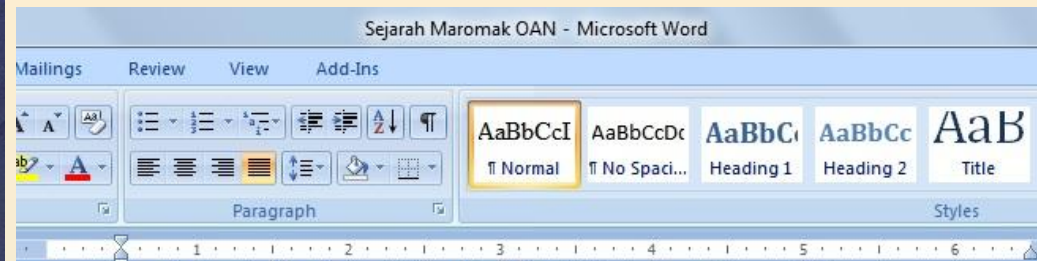 Sejarah Maromak OAN - Microsoft Word
Mailings Review View Add-Ins
AaBbCcI AaBbCcDc AaBbC AaBbCc AaB
¶ Normal ¶ No Spaci... Heading 1 Heading 2 Title
Paragraph Styles
1 2 3 4 5 6